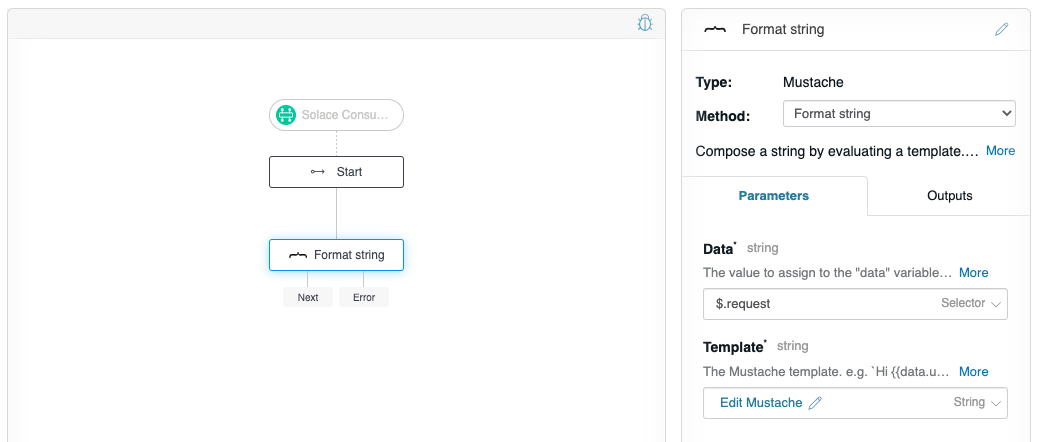 Solace Consu...
Start
Format string
Next
Error
Format string
Type:
Mustache
Method:
Format string
Compose a string by evaluating a template.... More
Parameters
Outputs
Data* string
The value to assign to the "data" variable... More
$.request
Selector
Template* string
The Mustache template. e.g. `Hi {{data.u... More
Edit Mustache
String